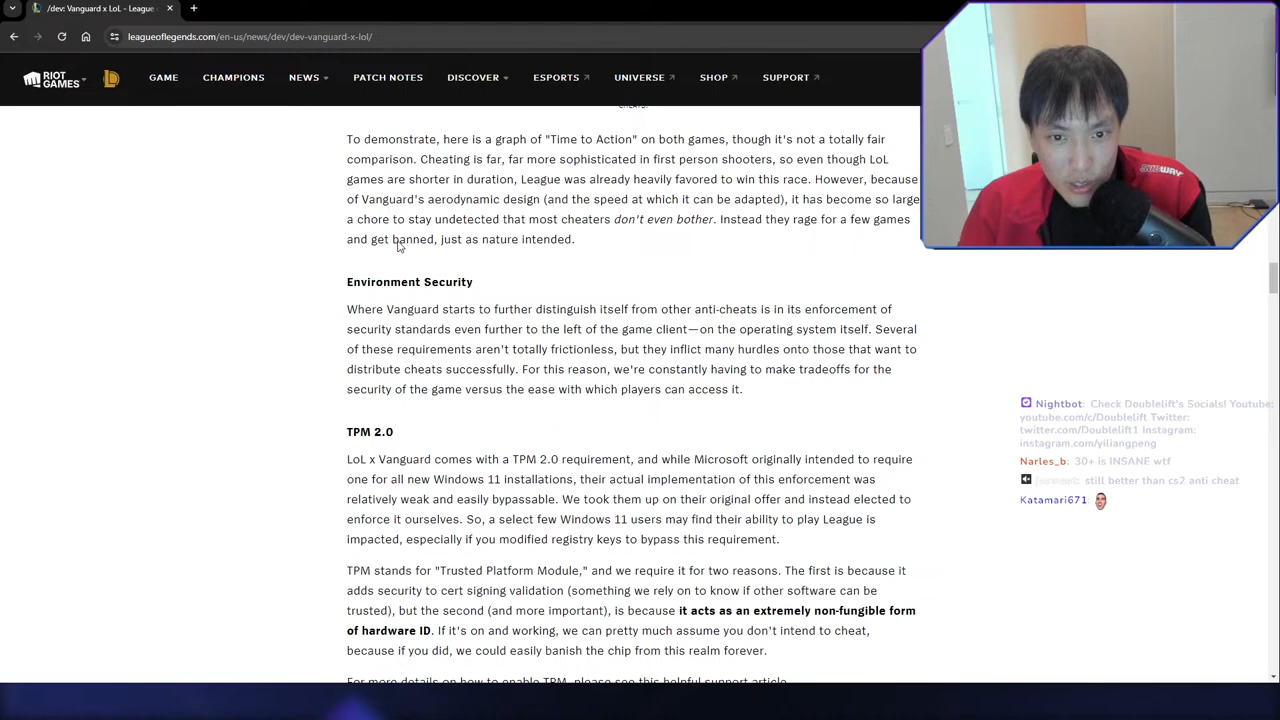 /dev: Vanguard x LoL - League o
leagueoflegends.com/en-us/news/dev/dev-vanguard-x-lol/
RIOT GAMES
GAME
CHAMPIONS
NEWS
PATCH NOTES
DISCOVER
ESPORTS
UNIVERSE
SHOP
SUPPORT
CHEATS.
To demonstrate, here is a graph of "Time to Action" on both games, though it's not a totally fair
comparison. Cheating is far, far more sophisticated in first person shooters, so even though LoL
games are shorter in duration, League was already heavily favored to win this race. However, because
of Vanguard's aerodynamic design (and the speed at which it can be adapted), it has become so large
a chore to stay undetected that most cheaters don't even bother. Instead they rage for a few games
and get banned, just as nature intended.
Environment Security
Where Vanguard starts to further distinguish itself from other anti-cheats is in its enforcement of
security standards even further to the left of the game client—on the operating system itself. Several
of these requirements aren't totally frictionless, but they inflict many hurdles onto those that want to
distribute cheats successfully. For this reason, we're constantly having to make tradeoffs for the
security of the game versus the ease with which players can access it.
TPM 2.0
LoL x Vanguard comes with a TPM 2.0 requirement, and while Microsoft originally intended to require
one for all new Windows 11 installations, their actual implementation of this enforcement was
relatively weak and easily bypassable. We took them up on their original offer and instead elected to
enforce it ourselves. So, a select few Windows 11 users may find their ability to play League is
impacted, especially if you modified registry keys to bypass this requirement.
TPM stands for "Trusted Platform Module," and we require it for two reasons. The first is because it
adds security to cert signing validation (something we rely on to know if other software can be
trusted), but the second (and more important), is because it acts as an extremely non-fungible form
of hardware ID. If it's on and working, we can pretty much assume you don't intend to cheat,
because if you did, we could easily banish the chip from this realm forever.
For more details on how to enable TPM, please see this helpful support article.
SUBWAY
Nightbot: Check Doublelift's Socials! Youtube:
youtube.com/c/Doublelift Twitter:
twitter.com/Doublelift1 Instagram:
instagram.com/yiliangpeng
Narles_b: 30+ is INSANE wtf
still better than cs2 anti cheat
Katamari671: